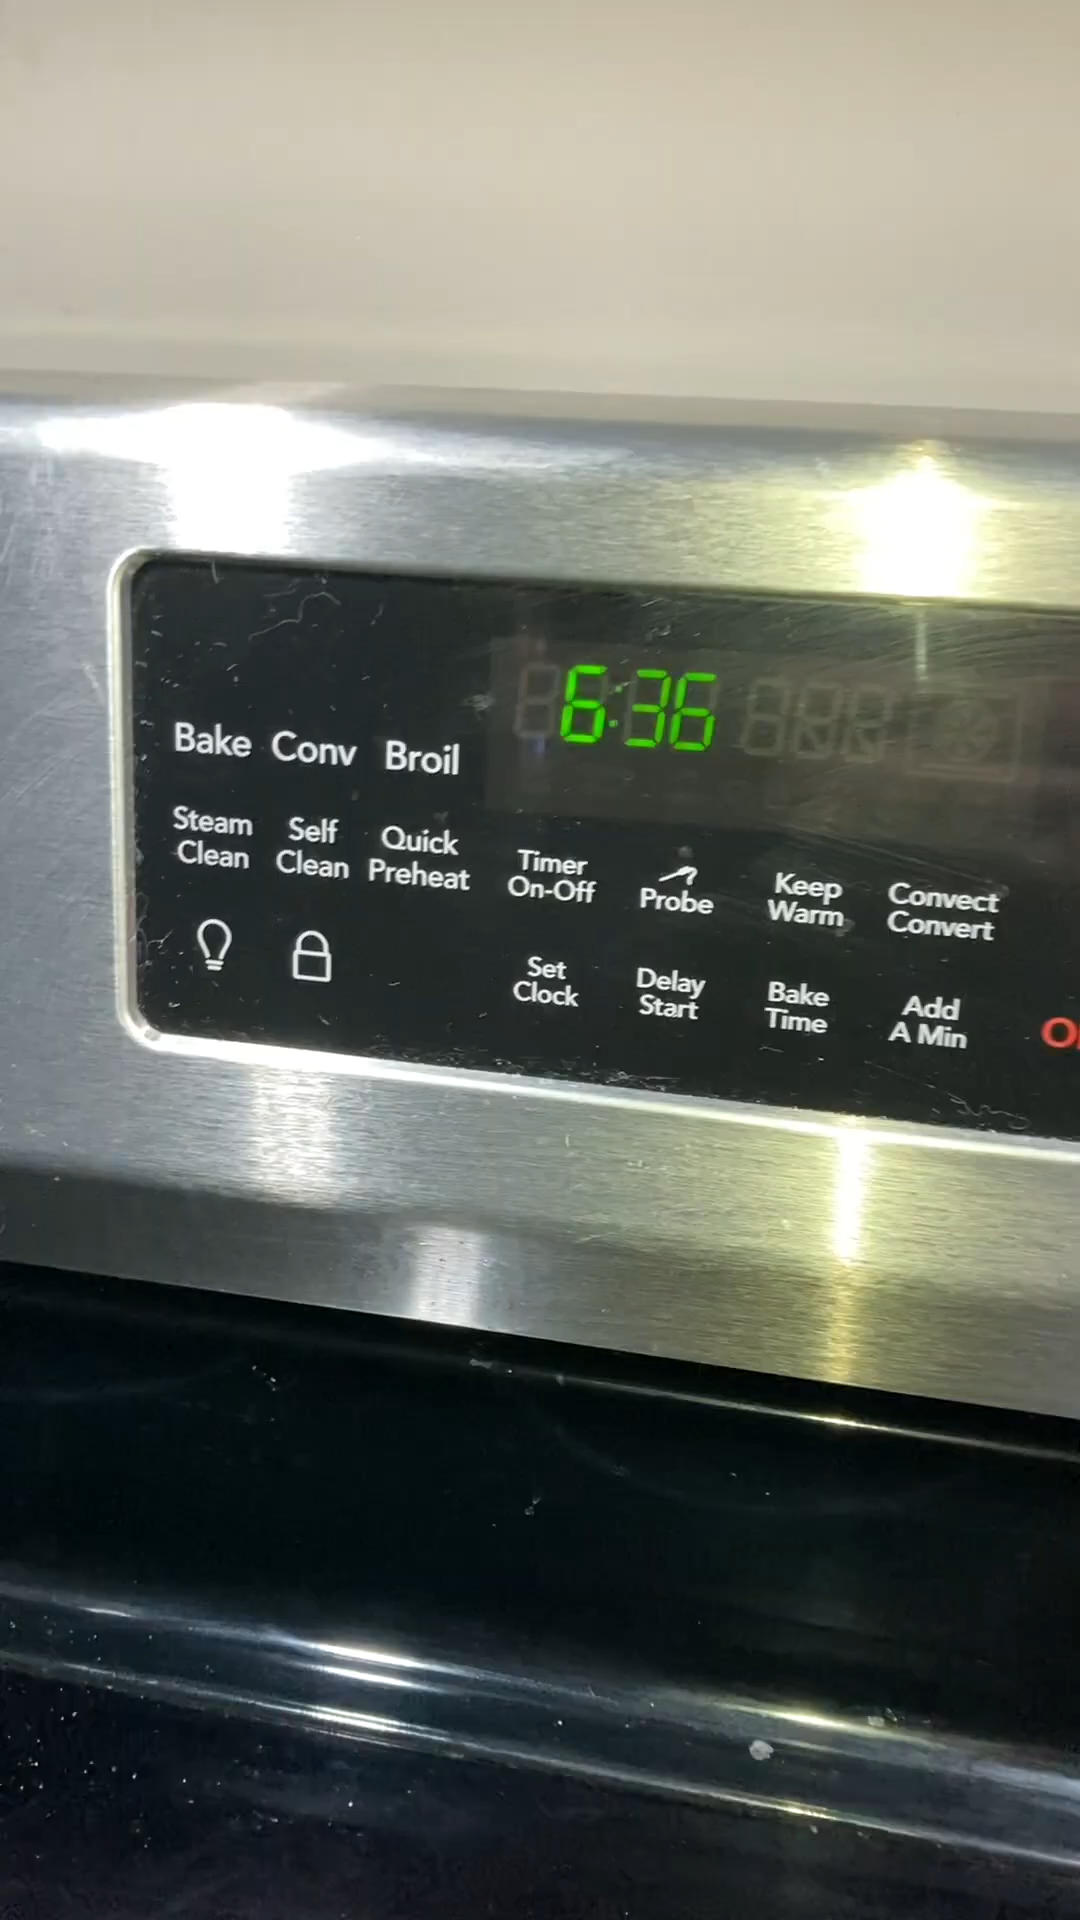 6:36
Bake Conv Broil
Steam Clean
Self Clean
Quick Preheat
Timer On-Off
Probe
Keep Warm
Convect Convert
Set Clock
Delay Start
Bake Time
Add A Min